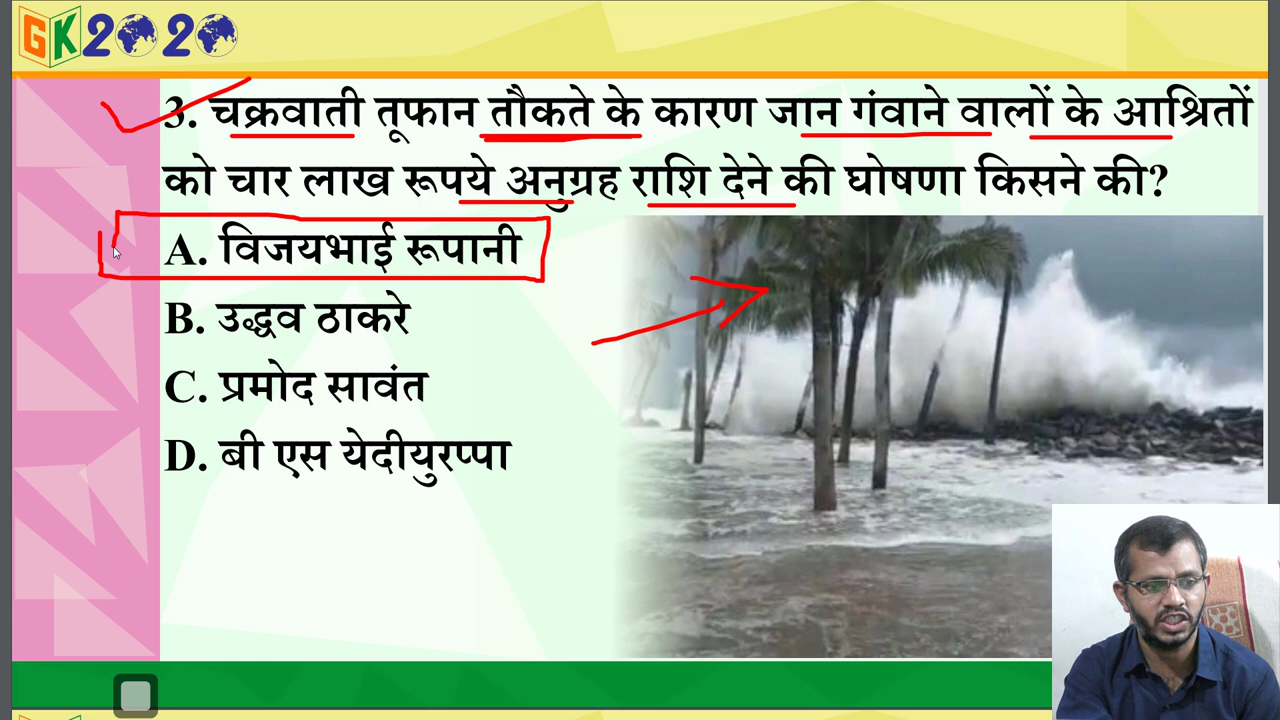 GK2020
3. चक्रवाती तूफान तौकते के कारण जान गंवाने वालों के आश्रितों
को चार लाख रूपये अनुग्रह राशि देने की घोषणा किसने की?
A. विजयभाई रूपानी
B. उद्धव ठाकरे
C. प्रमोद सावंत
D. बी एस येदीयुरप्पा